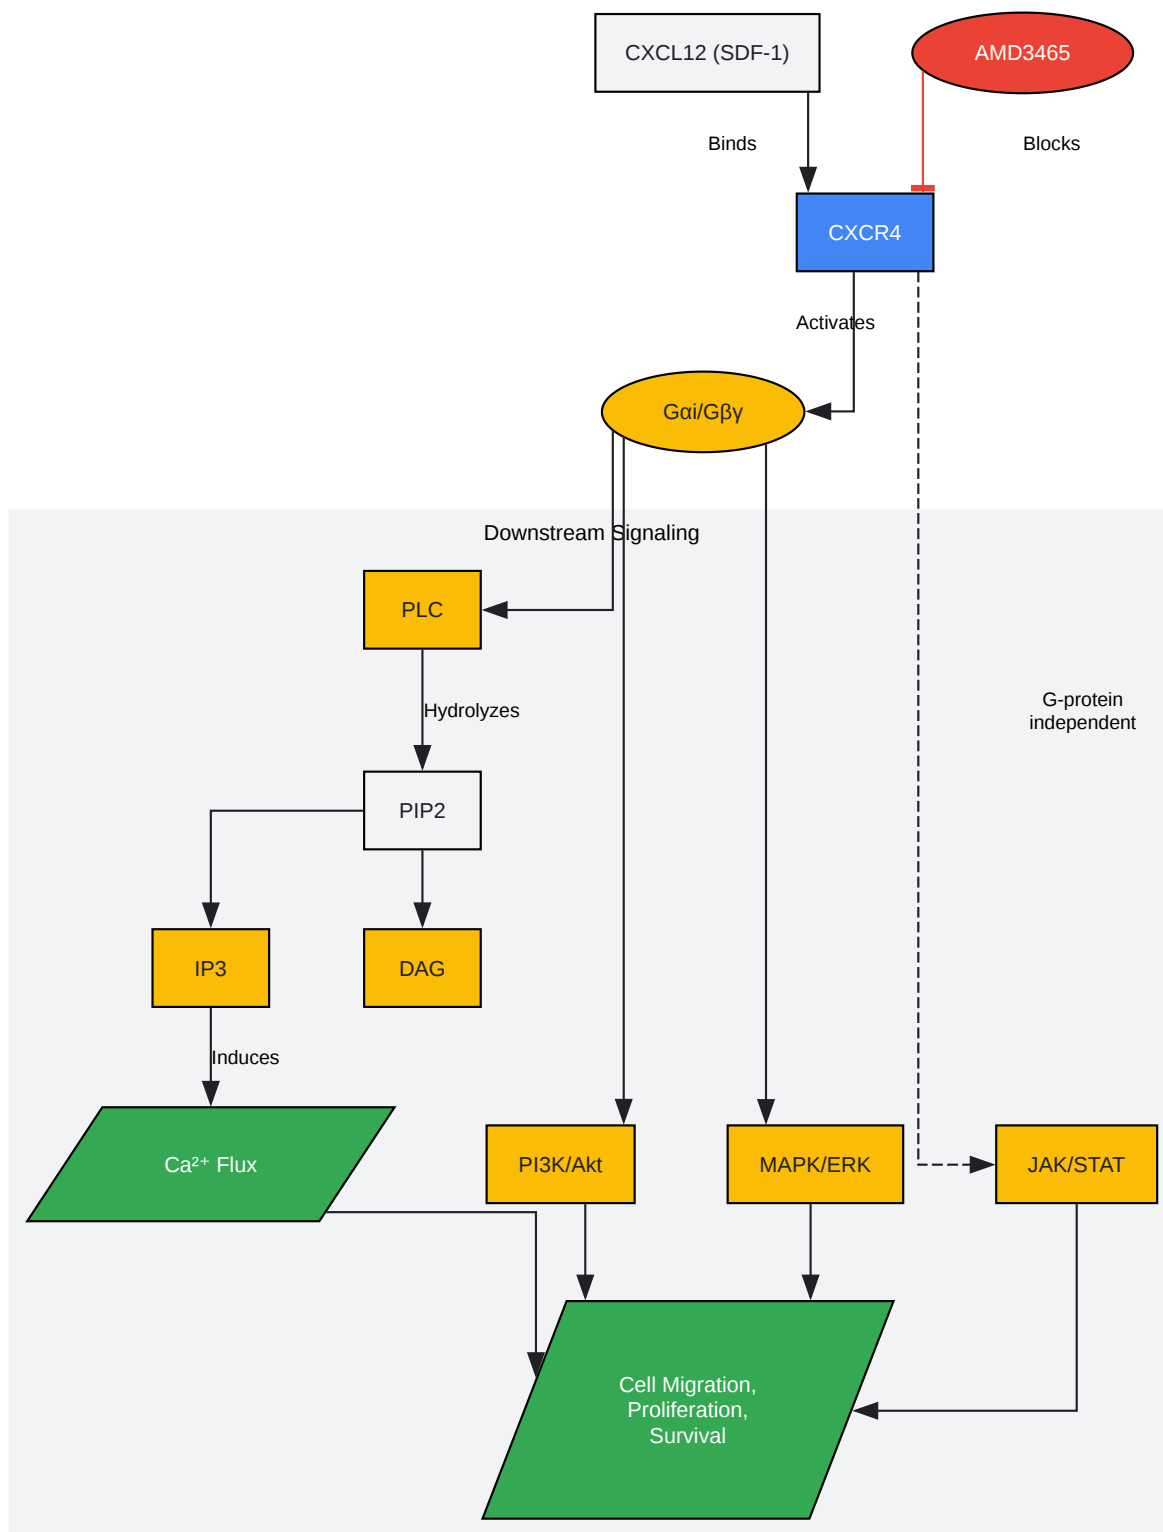 CXCL12 (SDF-1)
AMD3465
Binds
Blocks
CXCR4
Activates
Gαi/Gβγ
Downstream Signaling
PLC
Hydrolyzes
G-protein
independent
PIP2
IP3
DAG
Induces
Ca²⁺ Flux
PI3K/Akt
MAPK/ERK
JAK/STAT
Cell Migration,
Proliferation,
Survival